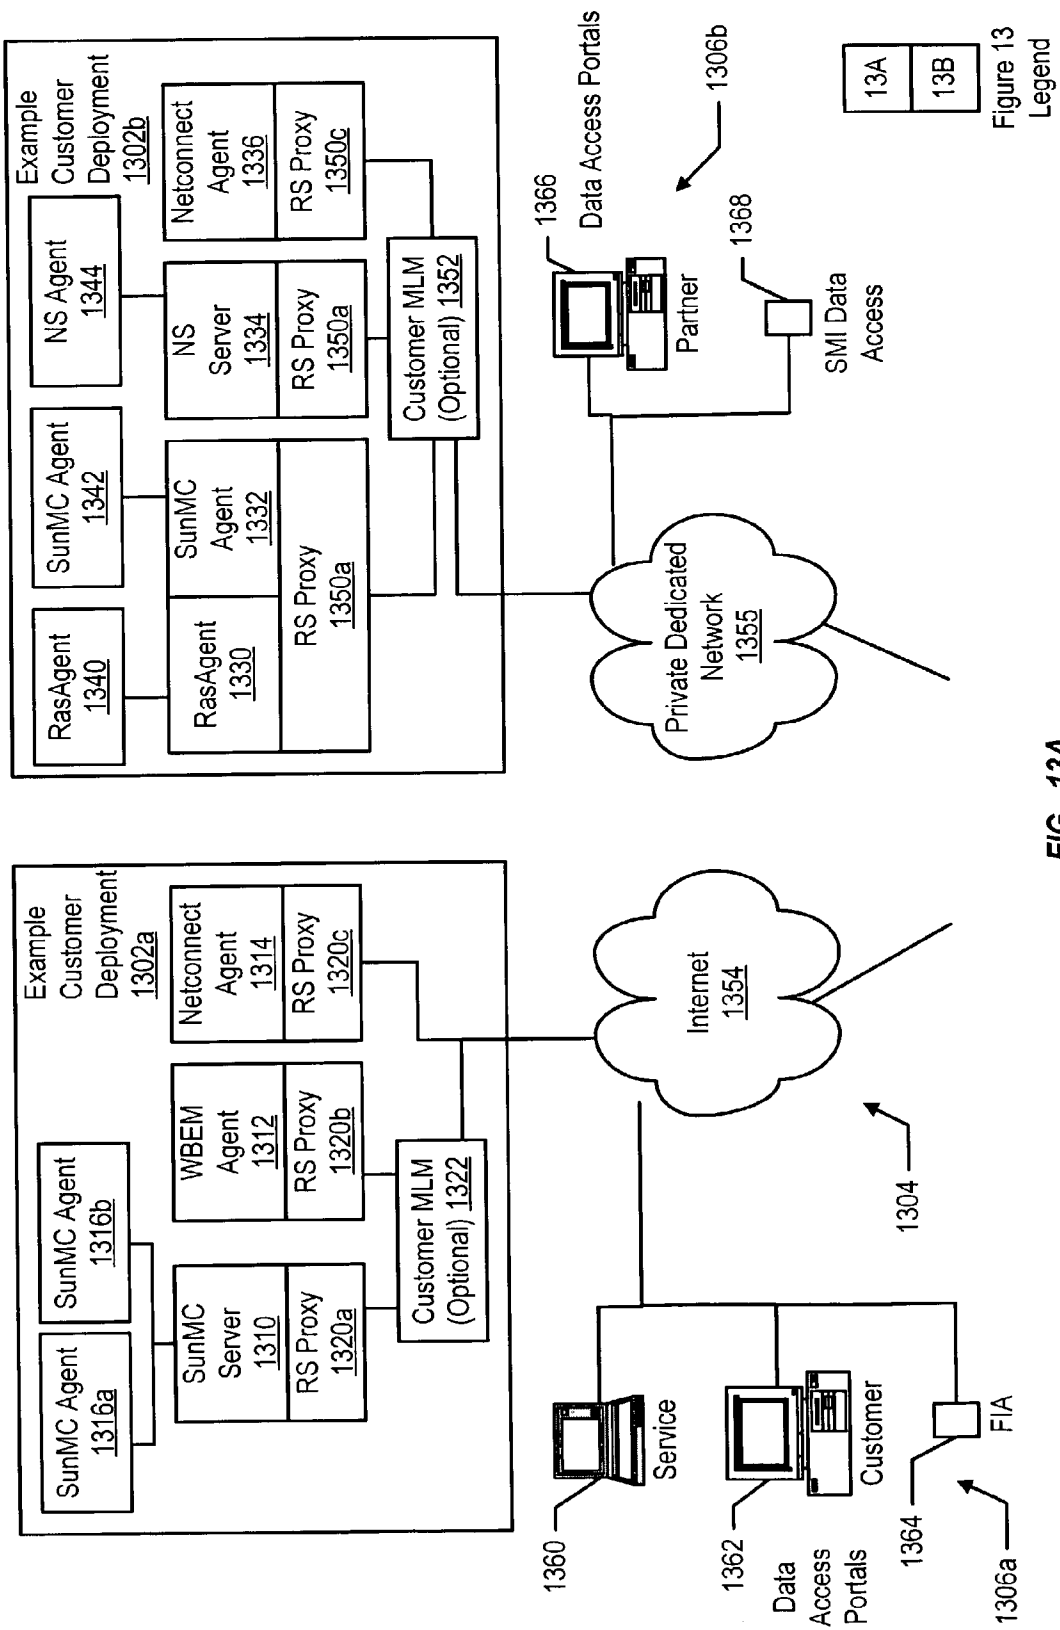 Example
Customer
Deployment
1302a
SunMC Agent
1316a
SunMC Agent
1316b
SunMC
Server
1310
RS Proxy
1320a
WBEM
Agent
1312
RS Proxy
1320b
Netconnect
Agent
1314
RS Proxy
1320c
Customer MLM
(Optional) 1322
Example
Customer
Deployment
1302b
RasAgent
1340
SunMC Agent
1342
NS Agent
1344
RasAgent
1330
SunMC
Agent
1332
RS Proxy
1350a
NS
Server
1334
RS Proxy
1350a
Netconnect
Agent
1336
RS Proxy
1350c
Customer MLM
(Optional) 1352
1360
Service
1362
Customer
Data
Access
Portals
1364
FIA
1306a
Internet
1354
1304
Private Dedicated
Network
1355
1366
Partner
Data Access Portals
1306b
1368
SMI Data
Access
13A
13B
Figure 13
Legend
FIG. 13A